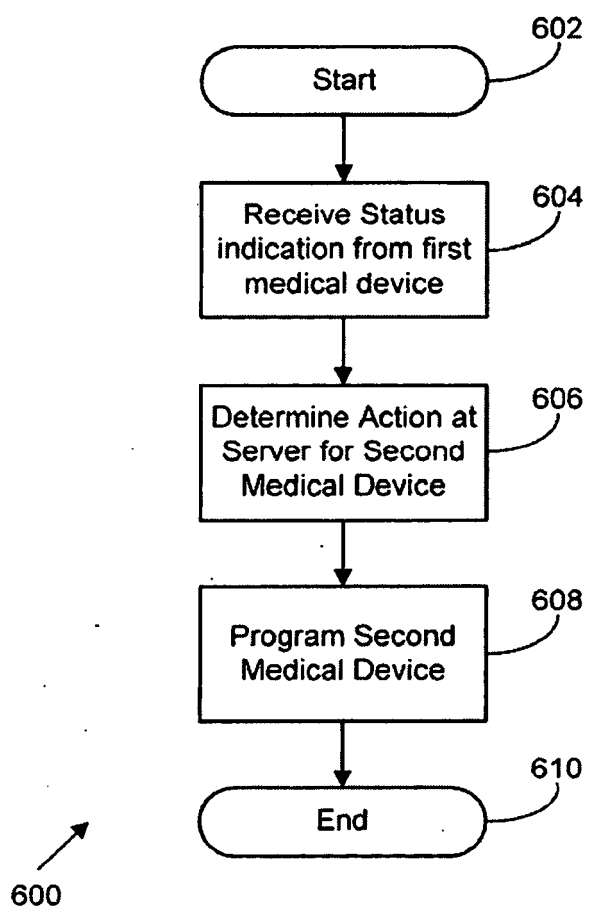 602
Start
604
Receive Status
indication from first
medical device
606
Determine Action at
Server for Second
Medical Device
608
Program Second
Medical Device
610
End
600